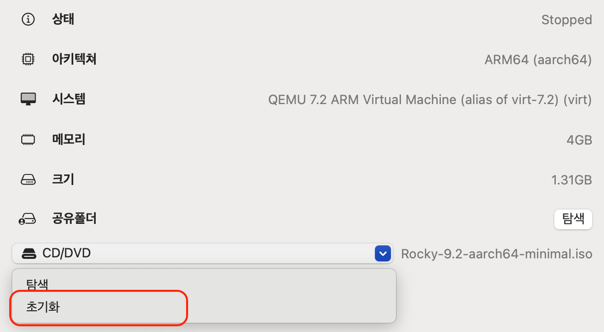 상태 Stopped
아키텍쳐 ARM64 (aarch64)
시스템 QEMU 7.2 ARM Virtual Machine (alias of virt-7.2) (virt)
메모리 4GB
크기 1.31GB
공유폴더 탐색
CD/DVD Rocky-9.2-aarch64-minimal.iso
탐색
초기화